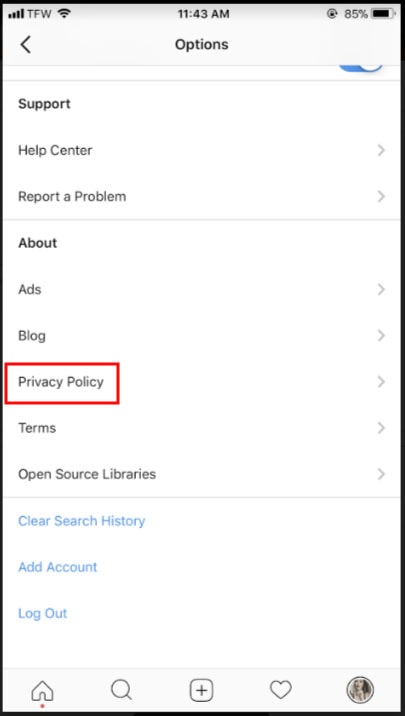 TFW 11:43 AM 85%
Options
Support
Help Center
Report a Problem
About
Ads
Blog
Privacy Policy
Terms
Open Source Libraries
Clear Search History
Add Account
Log Out